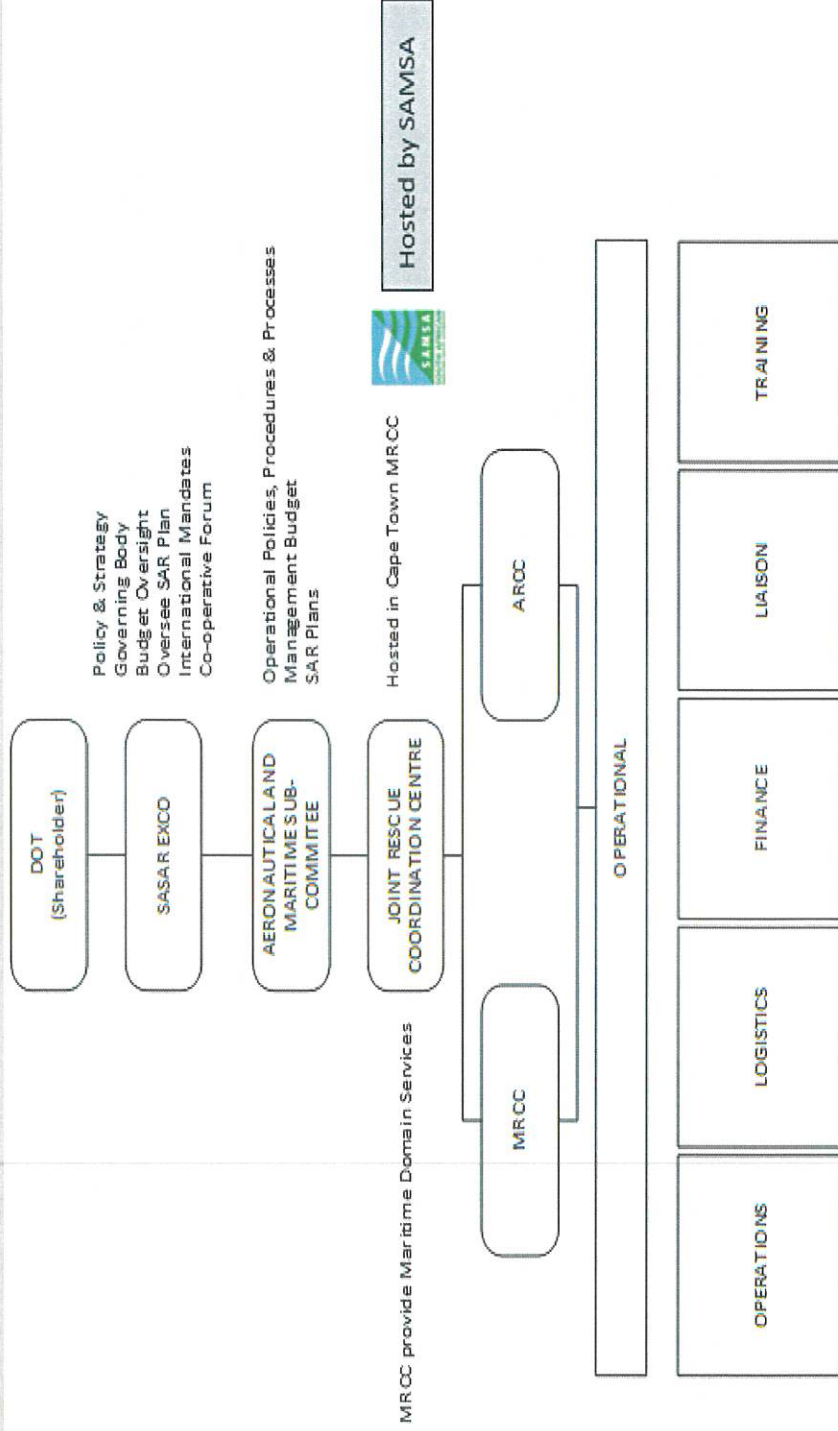 DOT
(Shareholder)
SASAR EXCO
Policy & Strategy
Governing Body
Budget Oversight
Oversee SAR Plan
International Mandates
Co-operative Forum
AERONAUTICAL AND
MARITIME SUB-
COMMITEE
Operational Policies, Procedures & Processes
Management Budget
SAR Plans
MRCC provide Maritime Domain Services
JOINT RESCUE
COORDINATION CENTRE
Hosted in Cape Town MRCC
SAMSA
Hosted by SAMSA
MRCC
ARCC
OPERATIONAL
OPERATIONS
LOGISTICS
FINANCE
LIAISON
TRAINING